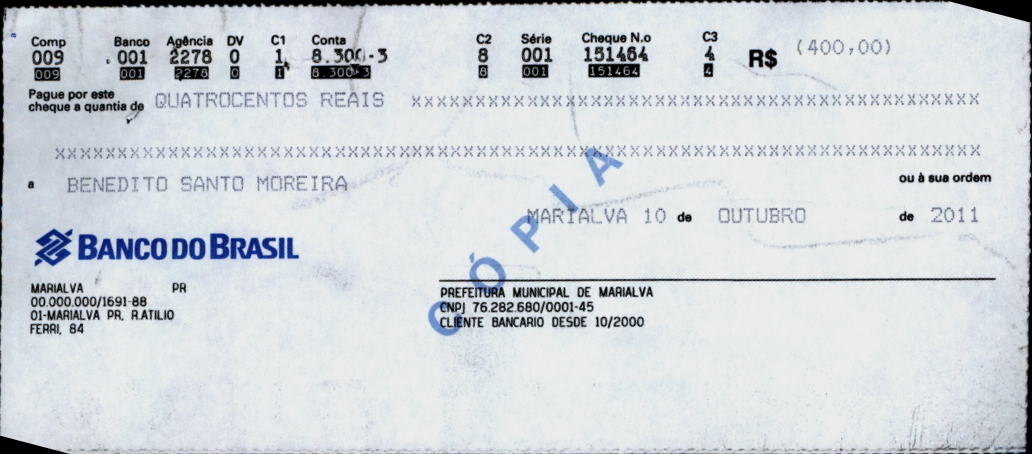 Comp Banco Agência DV C1 Conta C2 Série Cheque N.o C3
009 001 2278 0 1 8.300-3 8 001 151464 4 R$ (400,00)
009 001 2278 0 1 8.300-3 8 001 151464 4
Pague por este
cheque a quantia de QUATROCENTOS REAIS xxxxxxxxxxxxxxxxxxxxxxxxxxxxxxxxxxxxxxxxxxxxx
xxxxxxxxxxxxxxxxxxxxxxxxxxxxxxxxxxxxxxxxxxxxxxxxxxxxxxxxxxxxxxxxxxxxxxxxxx
a BENEDITO SANTO MOREIRA ou à sua ordem
MARIALVA 10 de OUTUBRO de 2011
CÓPIA
BANCO DO BRASIL
MARIALVA PR
00.000.000/1691-88
01-MARIALVA PR, R.ATILIO
FERRI, 84
PREFEITURA MUNICIPAL DE MARIALVA
CNPJ 76.282.680/0001-45
CLIENTE BANCARIO DESDE 10/2000